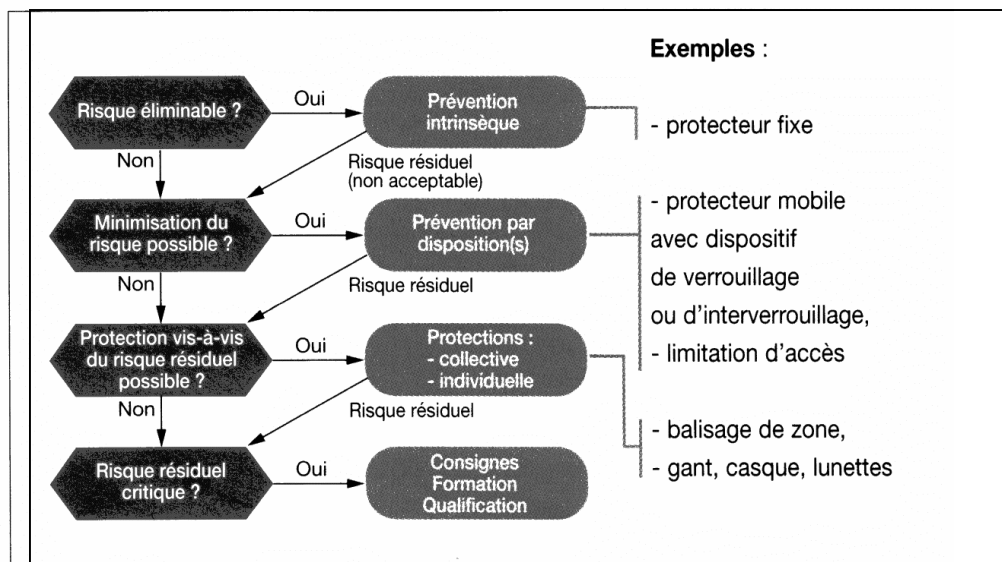 Exemples :
Risque éliminable ?
Oui
Prévention
intrinsèque
- protecteur fixe
Non
Risque résiduel
(non acceptable)
Minimisation du
risque possible ?
Oui
Prévention par
disposition(s)
- protecteur mobile
avec dispositif
de verrouillage
ou d'interverrouillage,
- limitation d'accès
Non
Risque résiduel
Protection vis-à-vis
du risque résiduel
possible ?
Oui
Protections :
- collective
- individuelle
Non
Risque résiduel
- balisage de zone,
- gant, casque, lunettes
Risque résiduel
critique ?
Oui
Consignes
Formation
Qualification